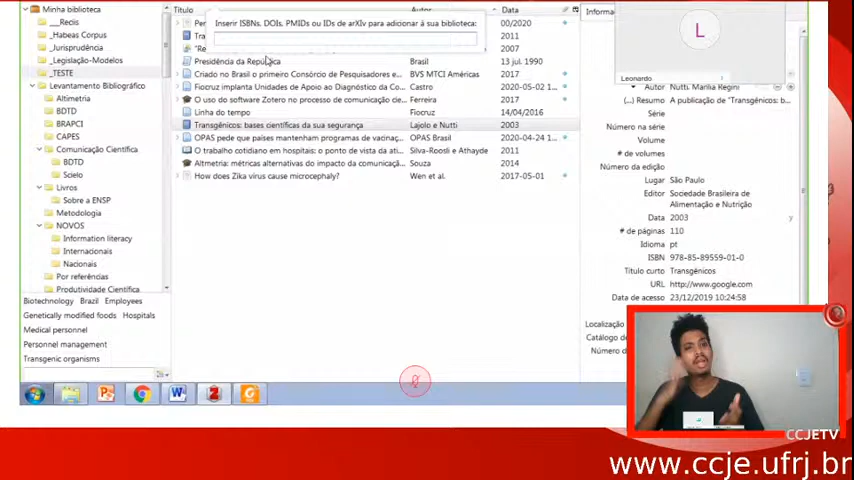 Minha biblioteca
__Reclis
_Habeas Corpus
_Jurisprudência
_Legislação-Modelos
_TESTE
Levantamento Bibliográfico
Altimetria
BDTD
BRAPCI
CAPES
Comunicação Científica
BDTD
Scielo
Livros
Sobre a ENSP
Metodologia
NOVOS
Information literacy
Internacionais
Nacionais
Por referências
Produtividade Científica
Biotechnology Brazil Employees
Genetically modified foods Hospitals
Medical personnel
Personnel management
Transgenic organisms
Título Autor Data
Inserir ISBNs, DOIs, PMIDs ou IDs de arXIv para adicionar à sua biblioteca:
Per 00/2020
Tra 2011
"Re 2007
Presidência da República Brasil 13 jul. 1990
Criado no Brasil o primeiro Consórcio de Pesquisadores e... BVS MTCI Américas
Fiocruz implanta Unidades de Apoio ao Diagnóstico da Co... Castro 2020-05-02 1...
O uso do software Zotero no processo de comunicação de... Ferreira 2017
Linha do tempo Fiocruz 14/04/2016
Transgênicos: bases científicas da sua segurança Lajolo e Nutti 2003
OPAS pede que países mantenham programas de vacinaç... OPAS Brasil 2020-04-24 1...
O trabalho cotidiano em hospitais: o ponto de vista da ati... Silva-Roosli e Athayde 2011
Altmetria: métricas alternativas do impacto da comunicaçã... Souza 2014
How does Zika virus cause microcephaly? Wen et al. 2017-05-01
Informa
L
Leonardo
Autor Nutti, Marilia Regini
(...) Resumo A publicação de "Transgênicos: b...
Série
Número na série
Volume
# de volumes
Número da edição
Lugar São Paulo
Editor Sociedade Brasileira de
Alimentação e Nutrição
Data 2003 y
# de páginas 110
Idioma pt
ISBN 978-85-89559-01-0
Título curto Transgênicos
URL http://www.google.com
Data de acesso 23/12/2019 10:24:58
Localização
Catálogo de
Número d
CCJETV
www.ccje.ufrj.br